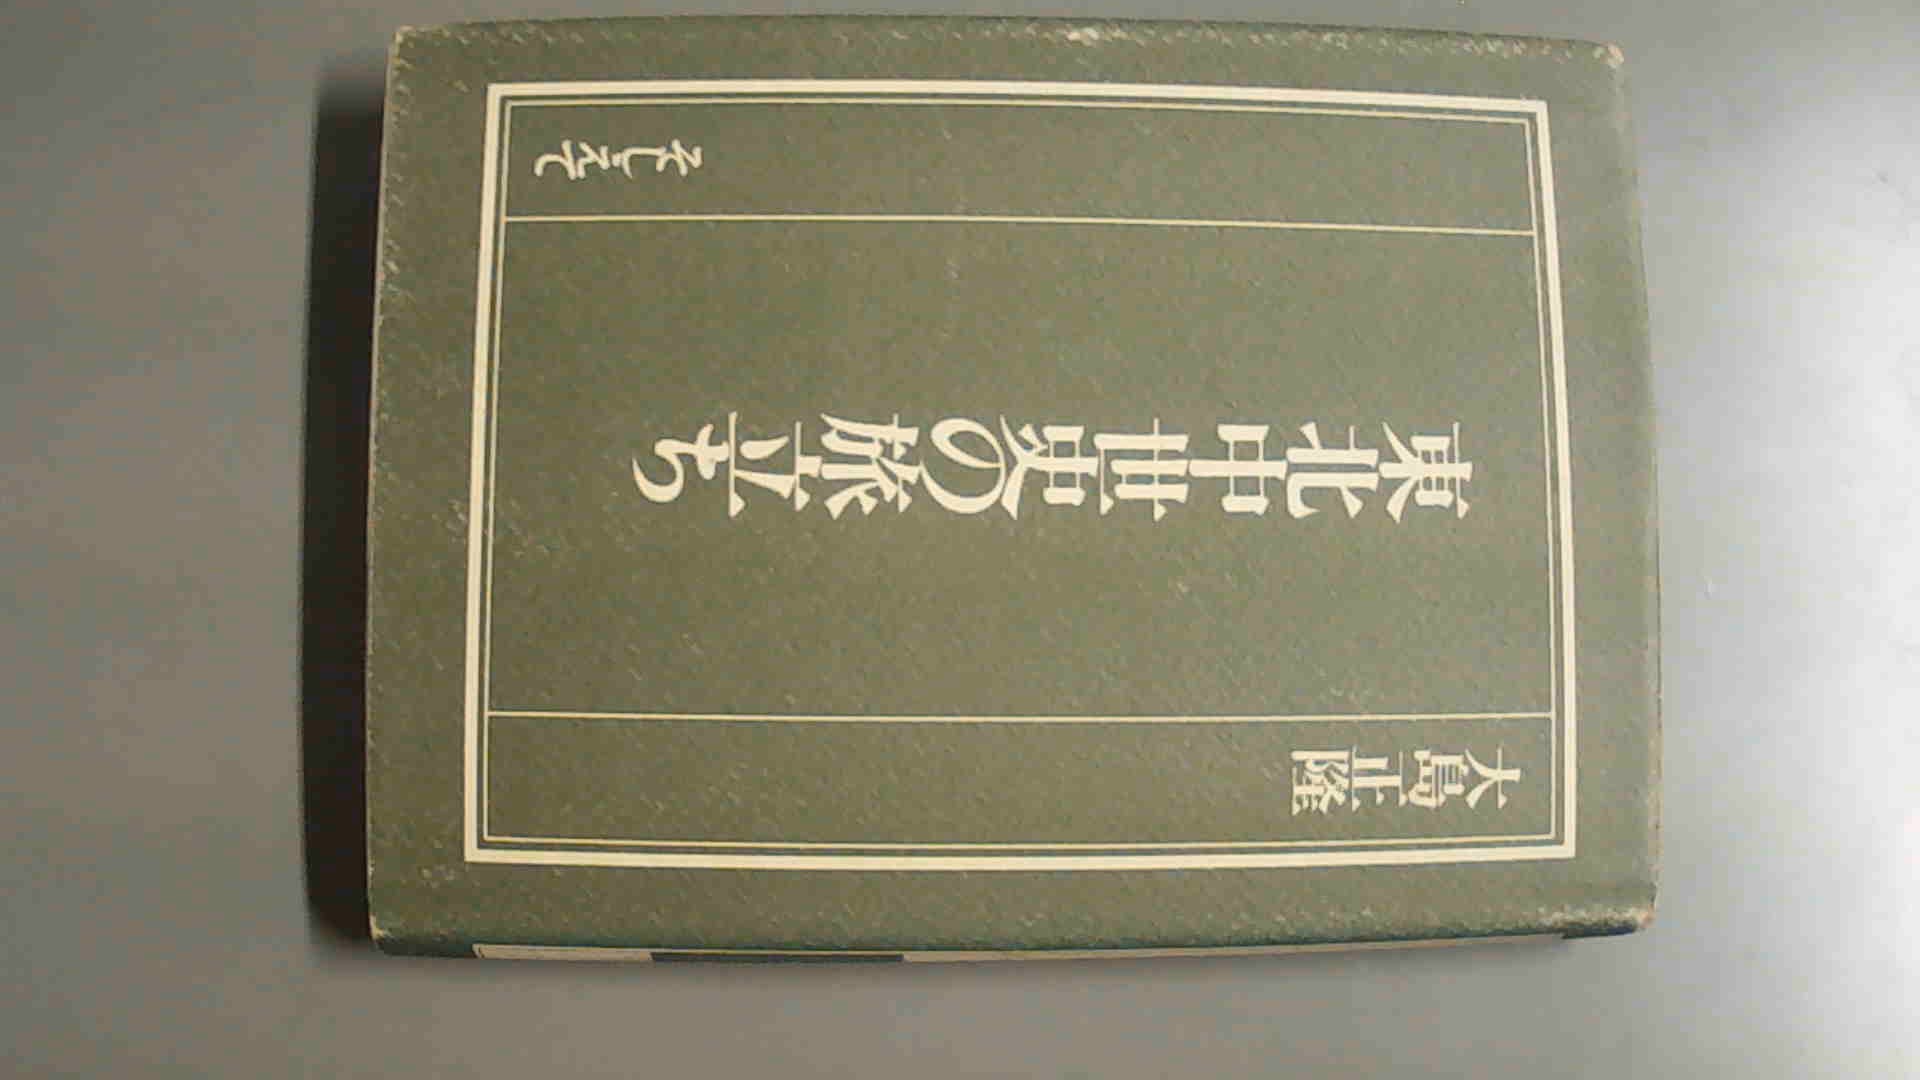 大島正隆
東北中世史の旅立ち
そしえて